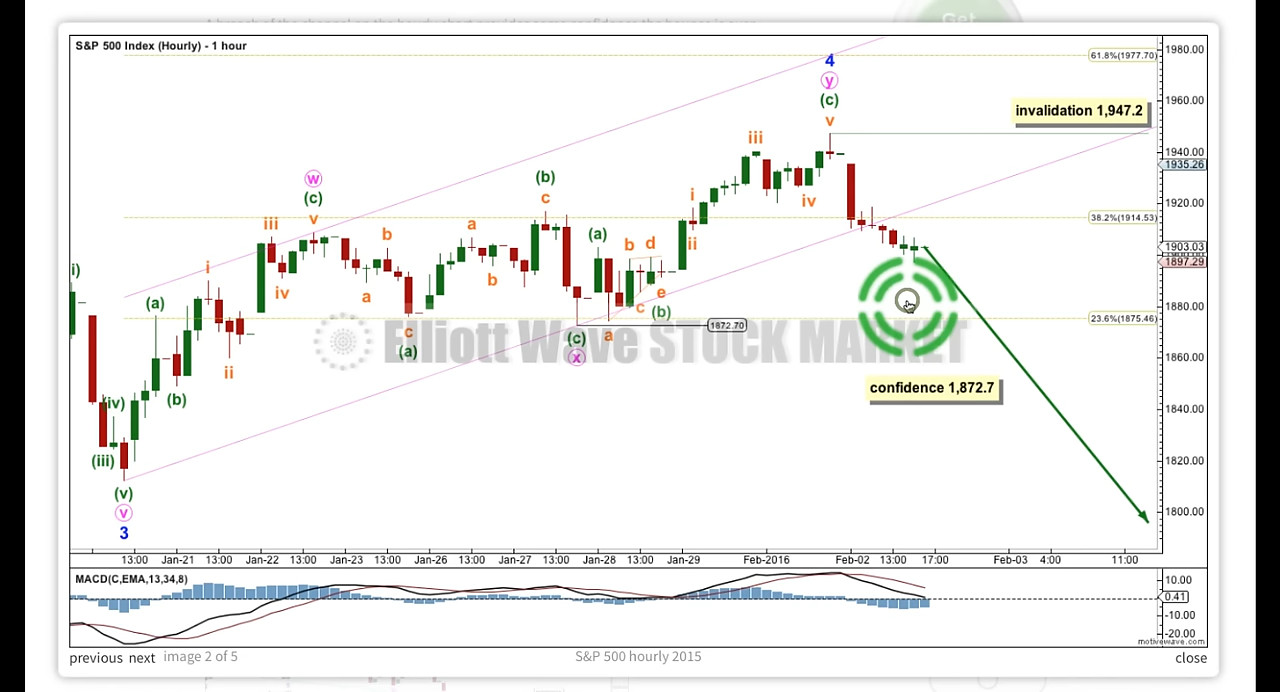 Get
S&P 500 Index (Hourly) - 1 hour
61.8%(1977.70)
1980.00
4
y
(c)
v
invalidation 1,947.2
1960.00
iii
1940.00
1935.26
w
(c)
v
(b)
c
i
iv
1920.00
38.2%(1914.53)
iii
b
a
(a)
b
d
ii
1903.03
1897.29
i)
i
iv
a
b
e
c
(b)
1880.00
(a)
23.6%(1875.46)
1872.70
c
(a)
(c)
x
a
Elliott Wave STOCK MARKET
1860.00
ii
confidence 1,872.7
(b)
(iv)
1840.00
(iii)
1820.00
(v)
v
3
1800.00
13:00 Jan-21 13:00 Jan-22 13:00 Jan-23 13:00 Jan-26 13:00 Jan-27 13:00 Jan-28 13:00 Jan-29 Feb-2016 Feb-02 13:00 17:00 Feb-03 4:00 11:00
MACD(C,EMA,13,34,8)
10.00
0.41
-10.00
-20.00
motivewave.com
previous next image 2 of 5 S&P 500 hourly 2015 close